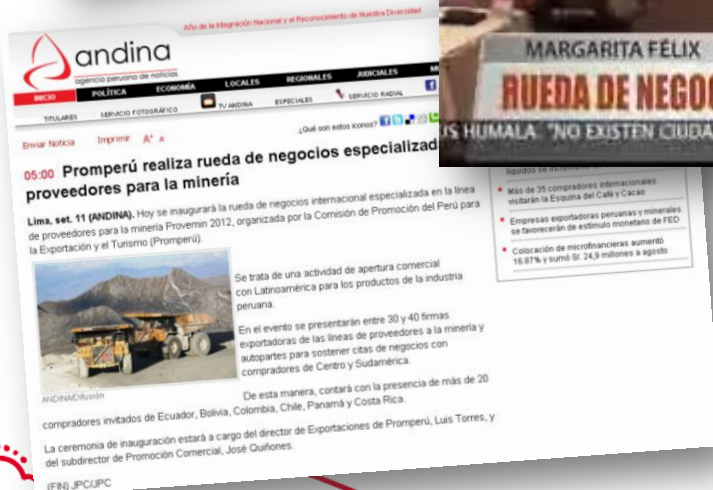 Año de la Integración Nacional y el Reconocimiento de Nuestra Diversidad
andina
agencia peruana de noticias
INICIO POLÍTICA ECONOMÍA LOCALES REGIONALES JUDICIALES
TITULARES SERVICIO FOTOGRÁFICO TV ANDINA ESPECIALES SERVICIO RADIAL
Enviar Noticia Imprimir A+ A- ¿Qué son estos iconos?
05:00 Promperú realiza rueda de negocios especializad
proveedores para la minería
Lima, set. 11 (ANDINA). Hoy se inaugurará la rueda de negocios internacional especializada en la línea
de proveedores para la minería Provemin 2012, organizada por la Comisión de Promoción del Perú para
la Exportación y el Turismo (Promperú).
Se trata de una actividad de apertura comercial
con Latinoamérica para los productos de la industria
peruana.
En el evento se presentarán entre 30 y 40 firmas
exportadoras de las líneas de proveedores a la minería y
autopartes para sostener citas de negocios con
compradores de Centro y Sudamérica.
ANDINA/Difusión
De esta manera, contará con la presencia de más de 20
compradores invitados de Ecuador, Bolivia, Colombia, Chile, Panamá y Costa Rica.
La ceremonia de inauguración estará a cargo del director de Exportaciones de Promperú, Luis Torres, y
del subdirector de Promoción Comercial, José Quiñones.
(FIN) JPC/JPC
MARGARITA FÉLIX
RUEDA DE NEGOC
US HUMALA: "NO EXISTEN CIUDA
líquidos se
Más de 35 compradores internacionales
visitarán la Esquina del Café y Cacao
Empresas exportadoras peruanas y minerales
se favorecerán de estímulo monetario de FED
Colocación de microfinancieras aumentó
16.87% y sumó S/. 24,9 millones a agosto